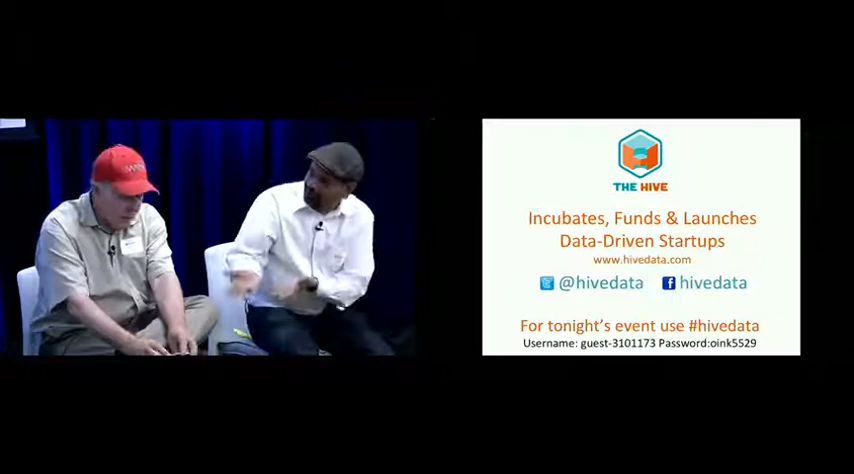 THE HIVE
Incubates, Funds & Launches
Data-Driven Startups
www.hivedata.com
@hivedata hivedata
For tonight's event use #hivedata
Username: guest-3101173 Password:oink5529